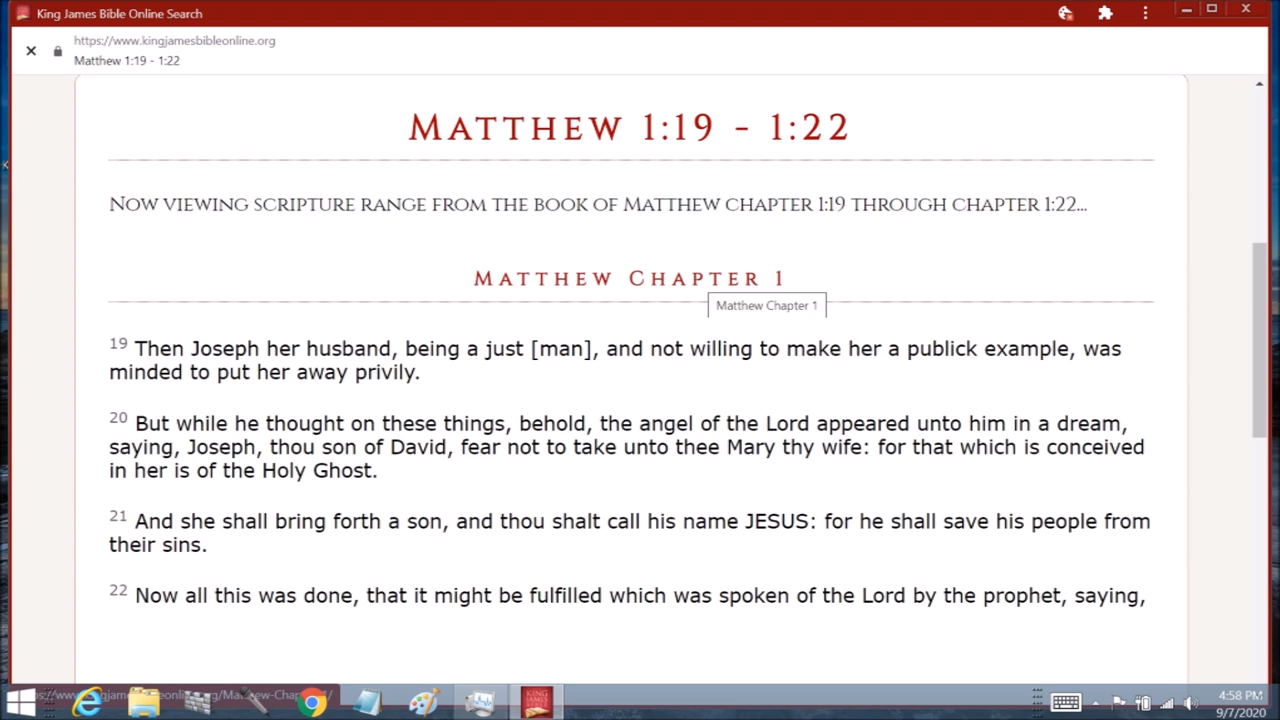 King James Bible Online Search
https://www.kingjamesbibleonline.org
Matthew 1:19 - 1:22
MATTHEW 1:19 - 1:22
NOW VIEWING SCRIPTURE RANGE FROM THE BOOK OF MATTHEW CHAPTER 1:19 THROUGH CHAPTER 1:22...
MATTHEW CHAPTER 1
Matthew Chapter 1
19 Then Joseph her husband, being a just [man], and not willing to make her a publick example, was
minded to put her away privily.
20 But while he thought on these things, behold, the angel of the Lord appeared unto him in a dream,
saying, Joseph, thou son of David, fear not to take unto thee Mary thy wife: for that which is conceived
in her is of the Holy Ghost.
21 And she shall bring forth a son, and thou shalt call his name JESUS: for he shall save his people from
their sins.
22 Now all this was done, that it might be fulfilled which was spoken of the Lord by the prophet, saying,
KING
JAMES
BIBLE
4:58 PM
9/7/2020